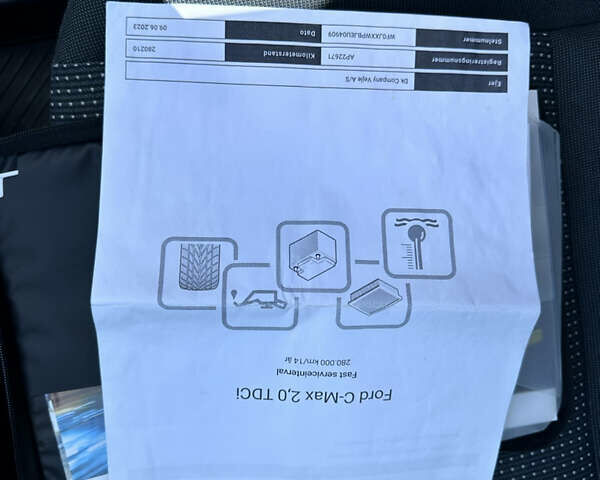 Ford C-Max 2,0 TDCi
Fast serviceinterval
280.000 km/14 år
Ejer Dk Company Vejle A/S
Registreringsnummer AP22671 Kilometerstand 280210
Stelnummer WF0JXXWPBJEU04909 Dato 09.06.2023